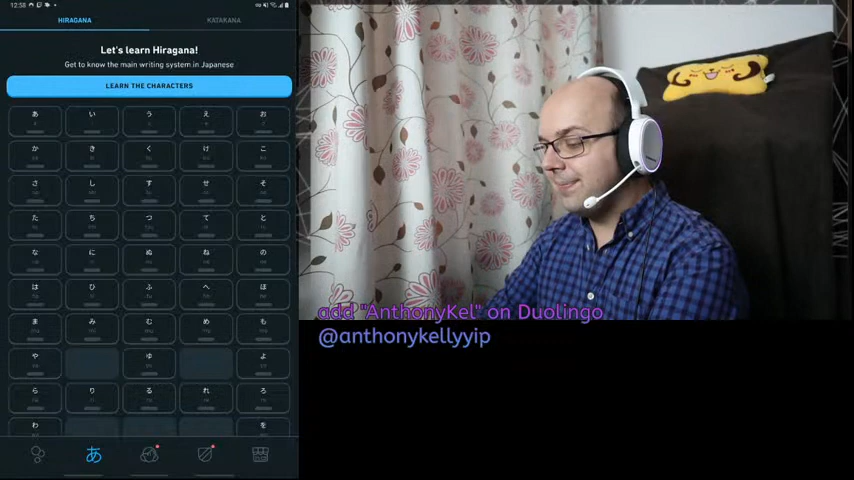 12:58
HIRAGANA KATAKANA
Let's learn Hiragana!
Get to know the main writing system in Japanese
LEARN THE CHARACTERS
あ い う え お
か き く け こ
さ し す せ そ
た ち つ て と
な に ぬ ね の
は ひ ふ へ ほ
ま み む め も
や ゆ よ
ら り る れ ろ
わ を
あ
add "AnthonyKel" on Duolingo
@anthonykellyyip